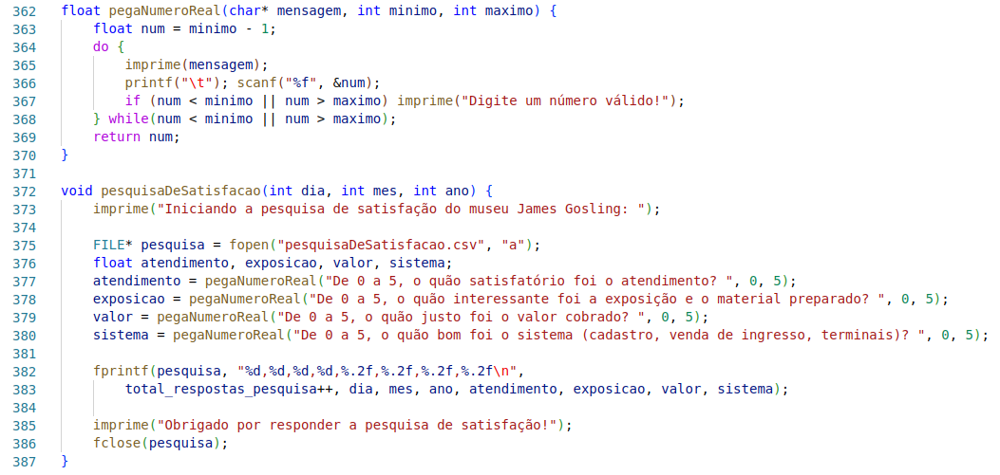 362 float pegaNumeroReal(char* mensagem, int minimo, int maximo) {
363     float num = minimo - 1;
364     do {
365         imprime(mensagem);
366         printf("\t"); scanf("%f", &num);
367         if (num < minimo || num > maximo) imprime("Digite um número válido!");
368     } while(num < minimo || num > maximo);
369     return num;
370 }
371
372 void pesquisaDeSatisfacao(int dia, int mes, int ano) {
373     imprime("Iniciando a pesquisa de satisfação do museu James Gosling: ");
374
375     FILE* pesquisa = fopen("pesquisaDeSatisfacao.csv", "a");
376     float atendimento, exposicao, valor, sistema;
377     atendimento = pegaNumeroReal("De 0 a 5, o quão satisfatório foi o atendimento? ", 0, 5);
378     exposicao = pegaNumeroReal("De 0 a 5, o quão interessante foi a exposição e o material preparado? ", 0, 5);
379     valor = pegaNumeroReal("De 0 a 5, o quão justo foi o valor cobrado? ", 0, 5);
380     sistema = pegaNumeroReal("De 0 a 5, o quão bom foi o sistema (cadastro, venda de ingresso, terminais)? ", 0, 5);
381
382     fprintf(pesquisa, "%d,%d,%d,%d,%.2f,%.2f,%.2f,%.2f\n",
383         total_respostas_pesquisa++, dia, mes, ano, atendimento, exposicao, valor, sistema);
384
385     imprime("Obrigado por responder a pesquisa de satisfação!");
386     fclose(pesquisa);
387 }